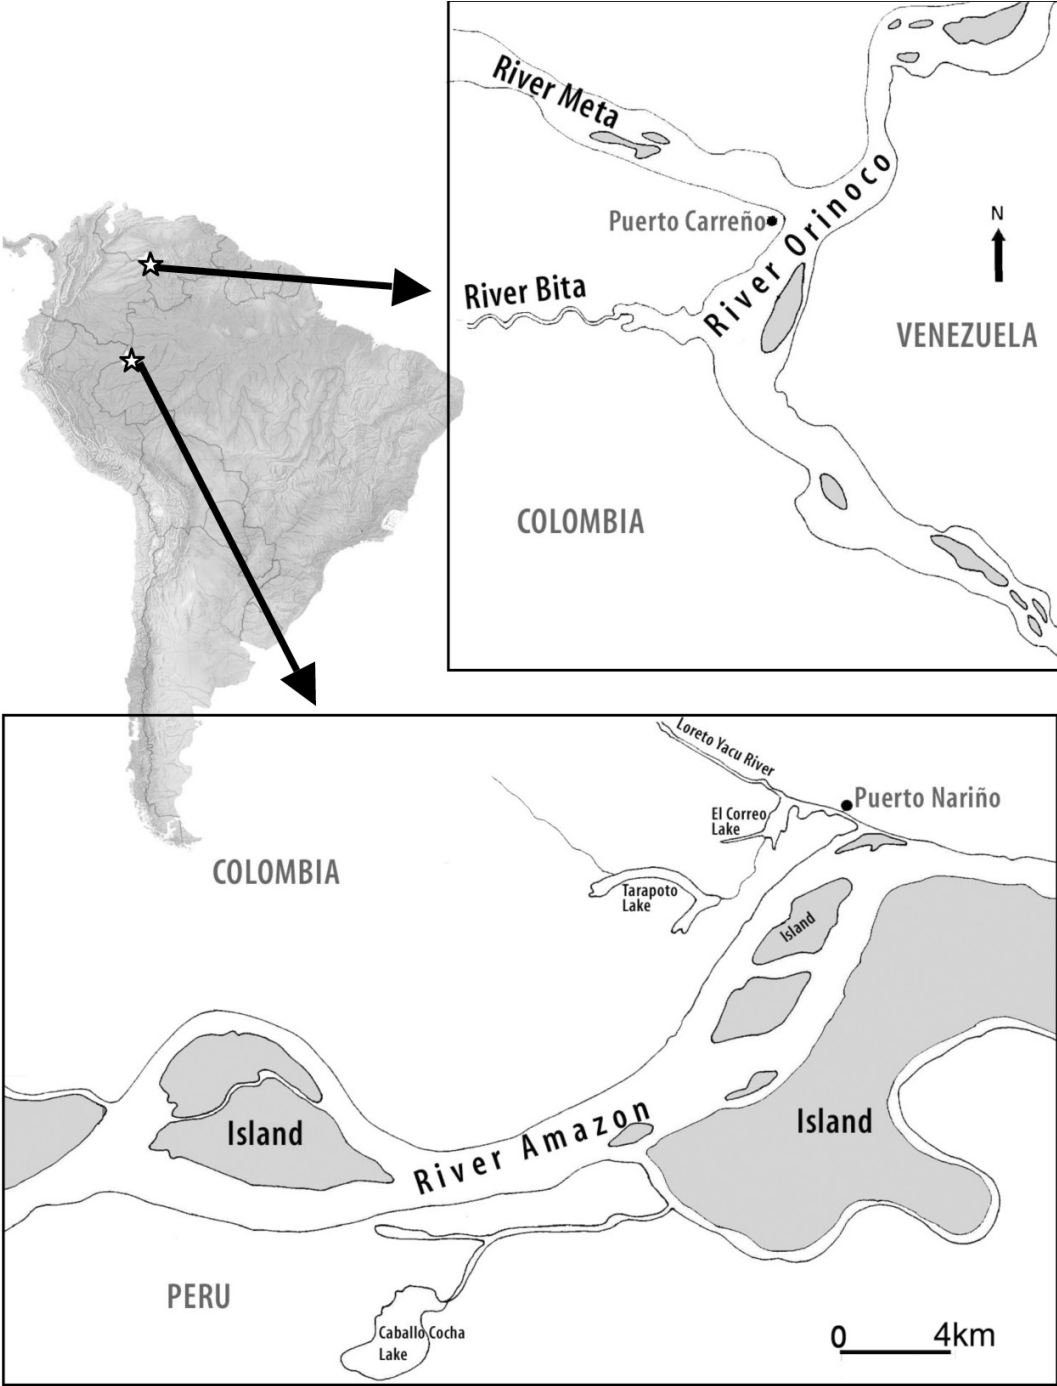 River Meta
Puerto Carreño
River Orinoco
N
River Bita
VENEZUELA
COLOMBIA
Loreto Yacu River
Puerto Nariño
El Correo
Lake
COLOMBIA
Tarapoto
Lake
Island
Island
River Amazon
Island
PERU
Caballo Cocha
Lake
0 4km